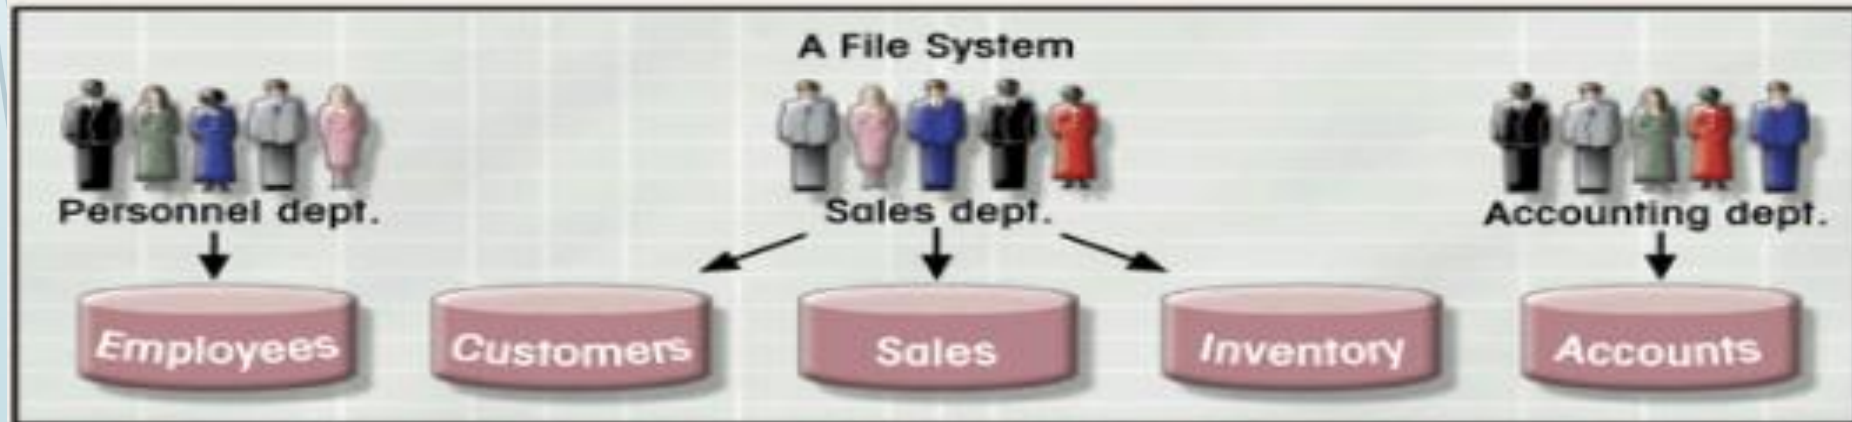 A File System
Personnel dept.
Sales dept.
Accounting dept.
Employees
Customers
Sales
Inventory
Accounts